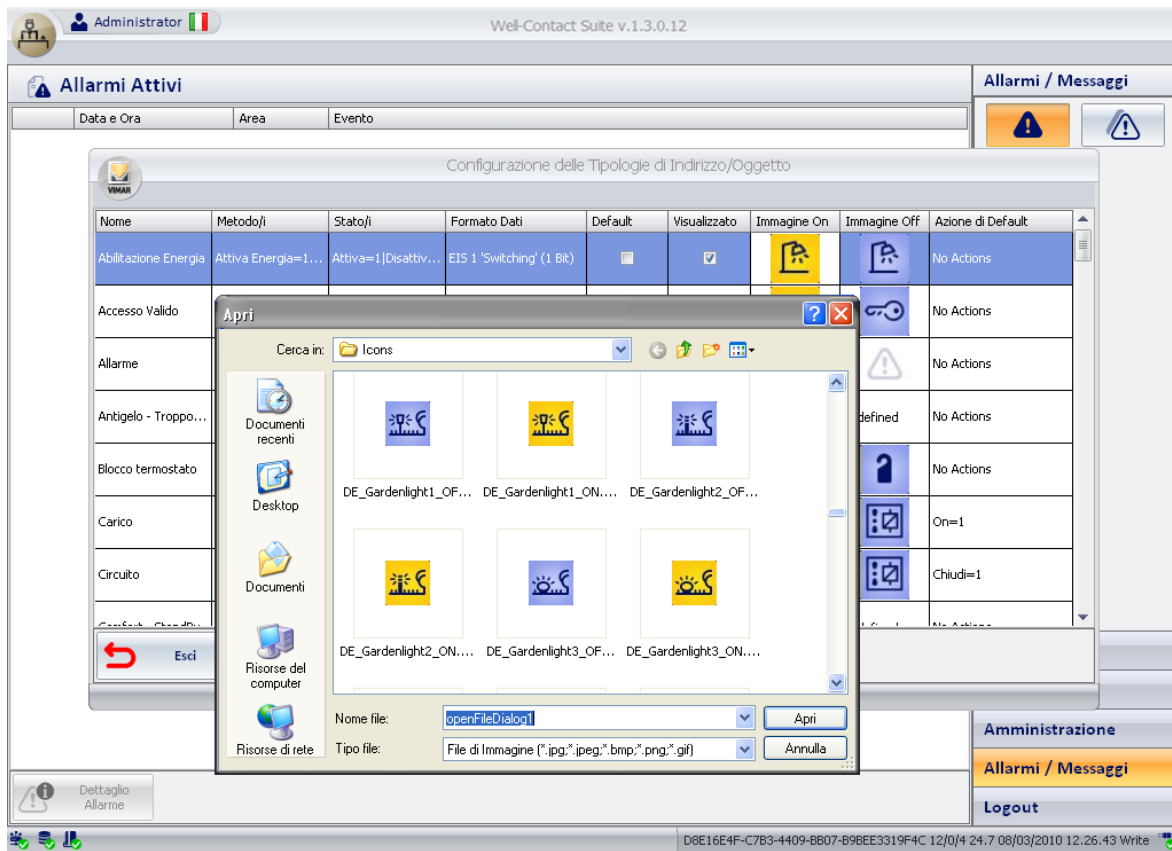 Administrator
Well-Contact Suite v.1.3.0.12
Allarmi Attivi
Allarmi / Messaggi
Data e Ora Area Evento
VIMAR
Configurazione delle Tipologie di Indirizzo/Oggetto
Nome Metodo/i Stato/i Formato Dati Default Visualizzato Immagine On Immagine Off Azione di Default
Abilitazione Energia Attiva Energia=1... Attiva=1|Disattiv... EIS 1 'Switching' (1 Bit) No Actions
Accesso Valido No Actions
Allarme No Actions
Antigelo - Troppo... defined No Actions
Blocco termostato No Actions
Carico On=1
Circuito Chiudi=1
Apri
Cerca in: Icons
Documenti recenti
Desktop
Documenti
Risorse del computer
Risorse di rete
DE_Gardenlight1_OF... DE_Gardenlight1_ON.... DE_Gardenlight2_OF...
DE_Gardenlight2_ON.... DE_Gardenlight3_OF... DE_Gardenlight3_ON....
Nome file: openFileDialog1 Apri
Tipo file: File di Immagine (*.jpg;*.jpeg;*.bmp;*.png;*.gif) Annulla
Esci
Amministrazione
Allarmi / Messaggi
Logout
Dettaglio
Allarme
D8E16E4F-C7B3-4409-BB07-B9BEE3319F4C 12/0/4 24.7 08/03/2010 12.26.43 Write